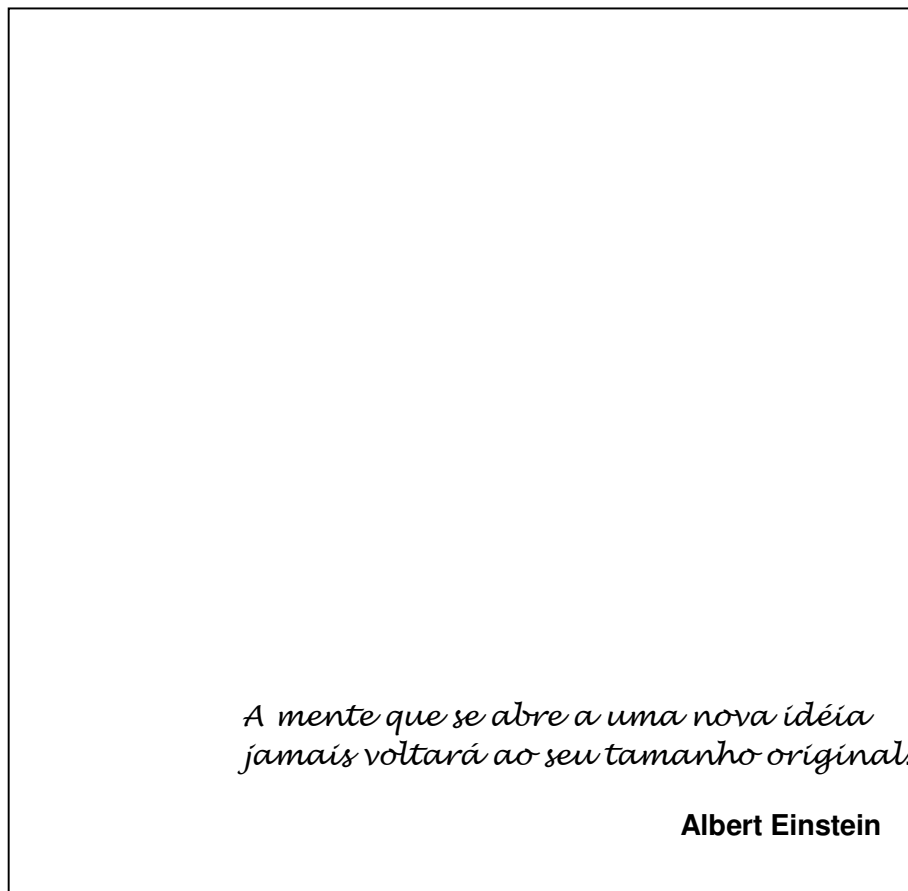 A mente que se abre a uma nova idéia
jamais voltará ao seu tamanho original.
Albert Einstein